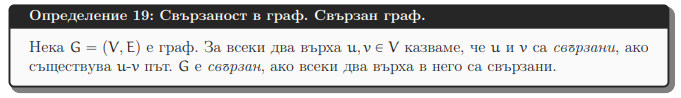 Определение 19: Свързаност в граф. Свързан граф.
Нека G = (V, E) е граф. За всеки два върха u, v ∈ V казваме, че u и v са свързани, ако
съществува u-v път. G е свързан, ако всеки два върха в него са свързани.